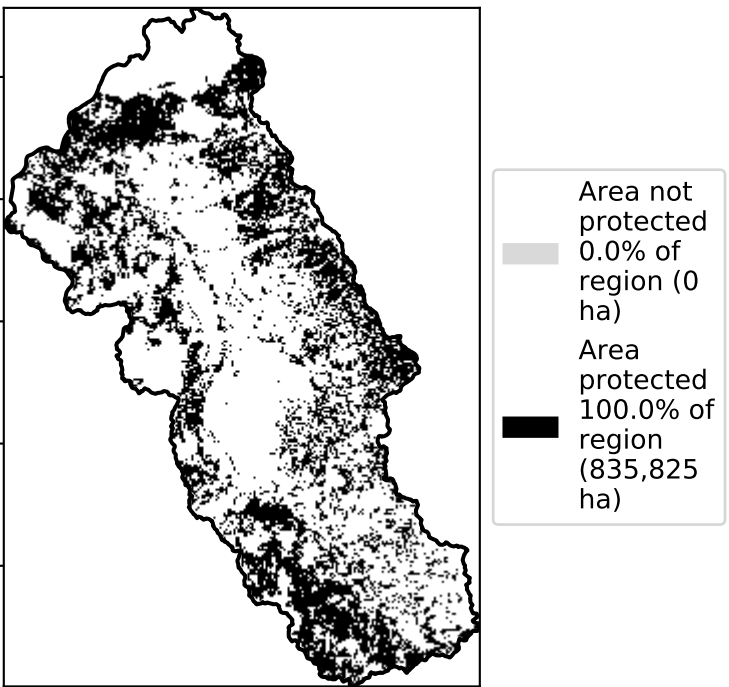 Area not
protected
0.0% of
region (0
ha)
Area
protected
100.0% of
region
(835,825
ha)